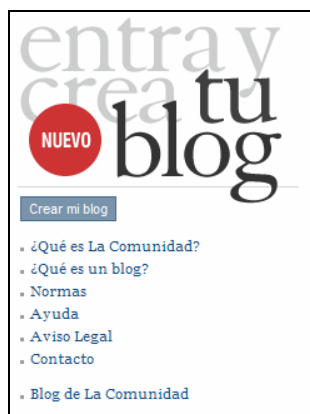 entra y
crea tu
NUEVO
blog
Crear mi blog
¿Qué es La Comunidad?
¿Qué es un blog?
Normas
Ayuda
Aviso Legal
Contacto
Blog de La Comunidad